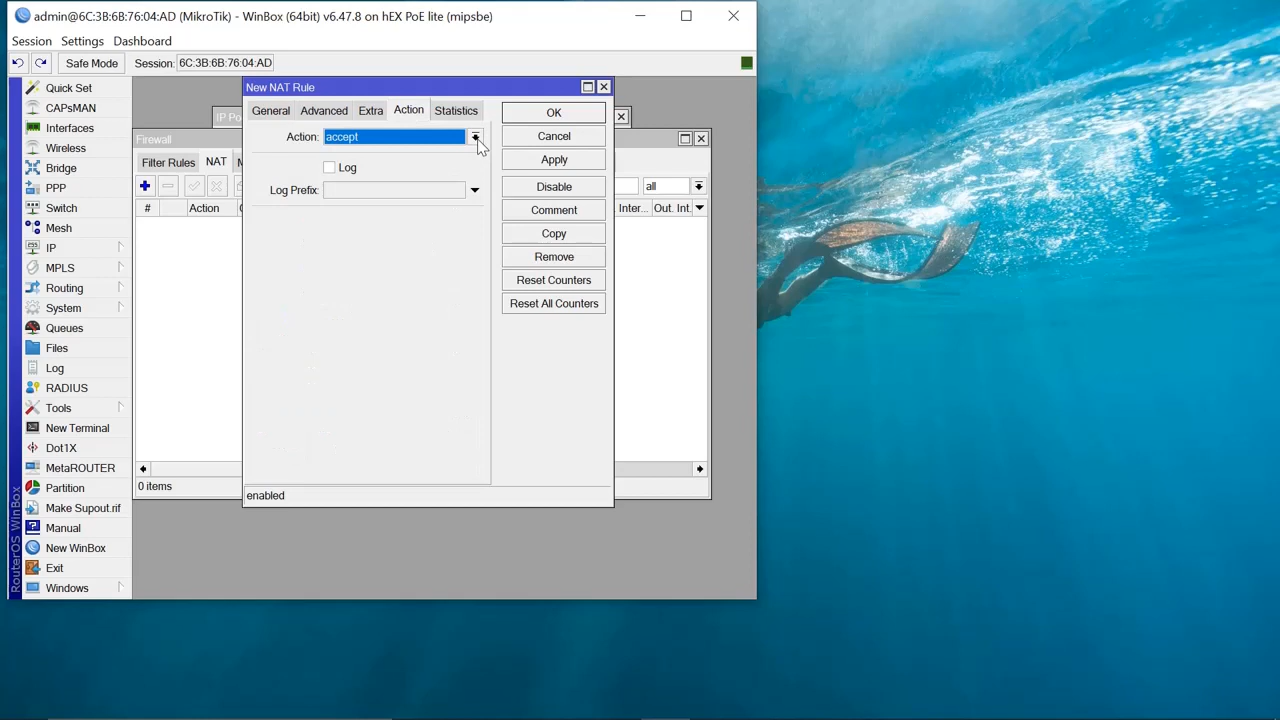 admin@6C:3B:6B:76:04:AD (MikroTik) - WinBox (64bit) v6.47.8 on hEX PoE lite (mipsbe)
Session Settings Dashboard
Safe Mode Session: 6C:3B:6B:76:04:AD
Quick Set
CAPsMAN
Interfaces
Wireless
Bridge
PPP
Switch
Mesh
IP
MPLS
Routing
System
Queues
Files
Log
RADIUS
Tools
New Terminal
Dot1X
MetaROUTER
Partition
Make Supout.rif
Manual
New WinBox
Exit
Windows
RouterOS WinBox
IP Po
Firewall
Filter Rules NAT M
all
# Action C Inter... Out. Int.
0 items
New NAT Rule
General Advanced Extra Action Statistics
Action: accept
Log
Log Prefix:
enabled
OK
Cancel
Apply
Disable
Comment
Copy
Remove
Reset Counters
Reset All Counters